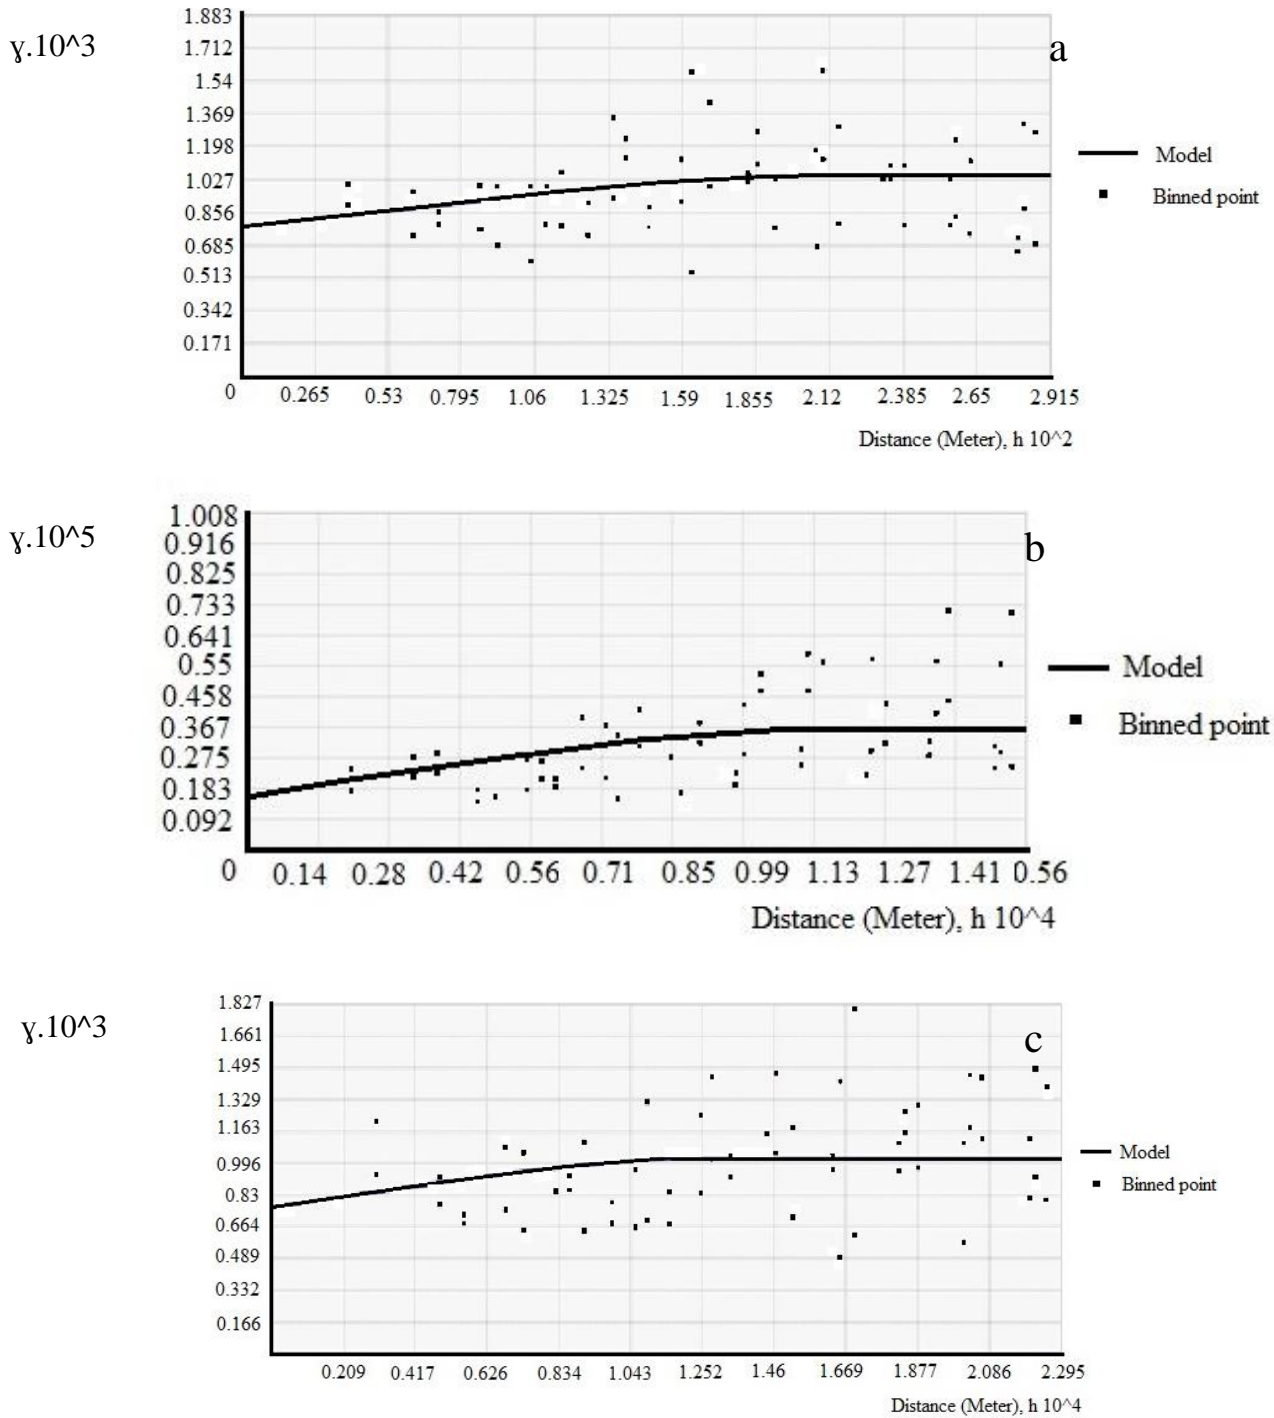 ɣ.10^3
a
1.883
1.712
1.54
1.369
1.198
1.027
0.856
0.685
0.513
0.342
0.171
0 0.265 0.53 0.795 1.06 1.325 1.59 1.855 2.12 2.385 2.65 2.915
Distance (Meter), h 10^2
Model
Binned point
ɣ.10^5
b
1.008
0.916
0.825
0.733
0.641
0.55
0.458
0.367
0.275
0.183
0.092
0 0.14 0.28 0.42 0.56 0.71 0.85 0.99 1.13 1.27 1.41 0.56
Distance (Meter), h 10^4
Model
Binned point
ɣ.10^3
c
1.827
1.661
1.495
1.329
1.163
0.996
0.83
0.664
0.489
0.332
0.166
0.209 0.417 0.626 0.834 1.043 1.252 1.46 1.669 1.877 2.086 2.295
Distance (Meter), h 10^4
Model
Binned point